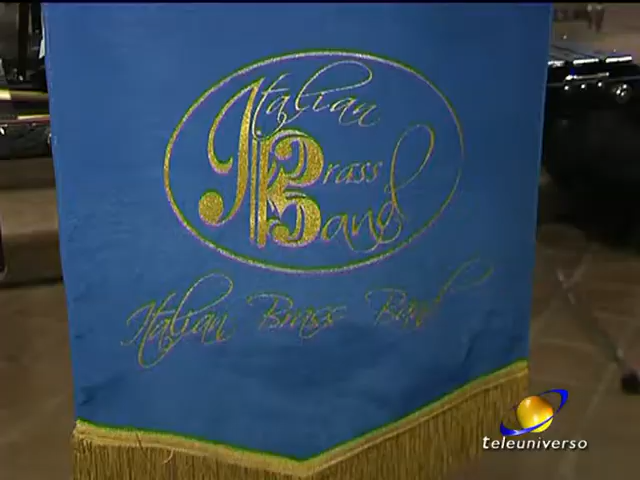 Italian
Brass
Band
Italian Brass Band
teleuniverso